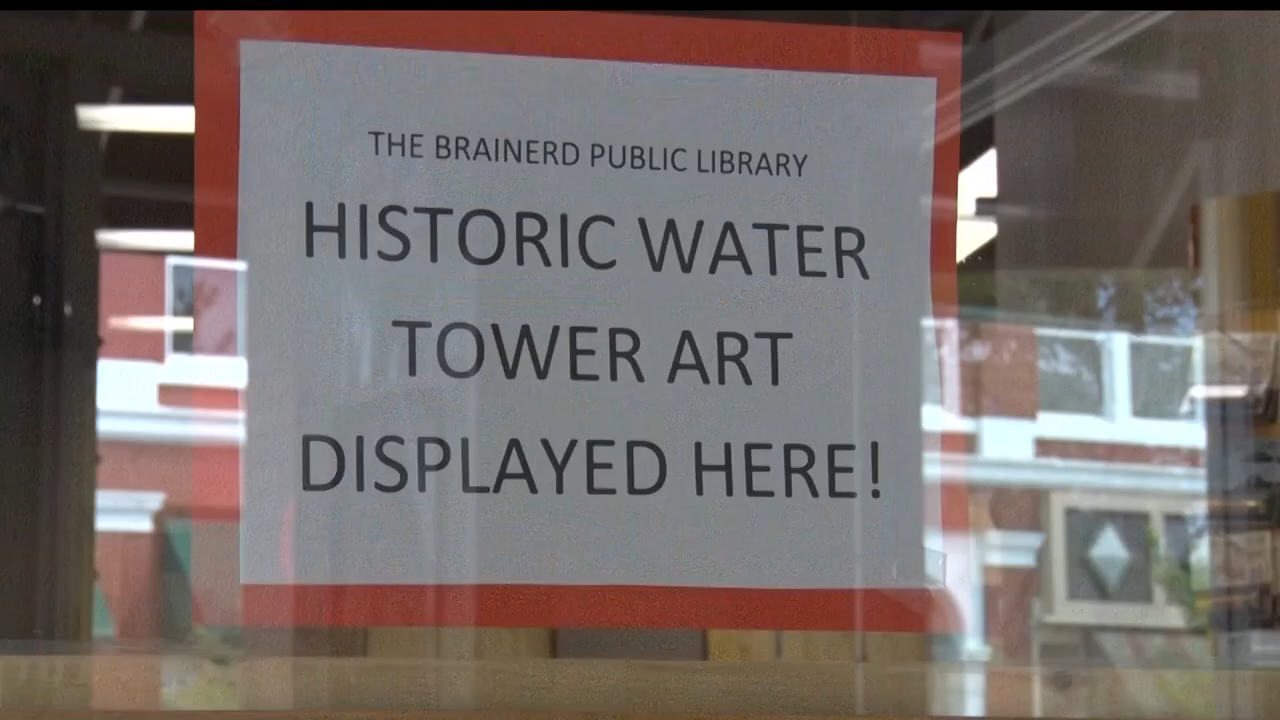 THE BRAINERD PUBLIC LIBRARY
HISTORIC WATER
TOWER ART
DISPLAYED HERE!